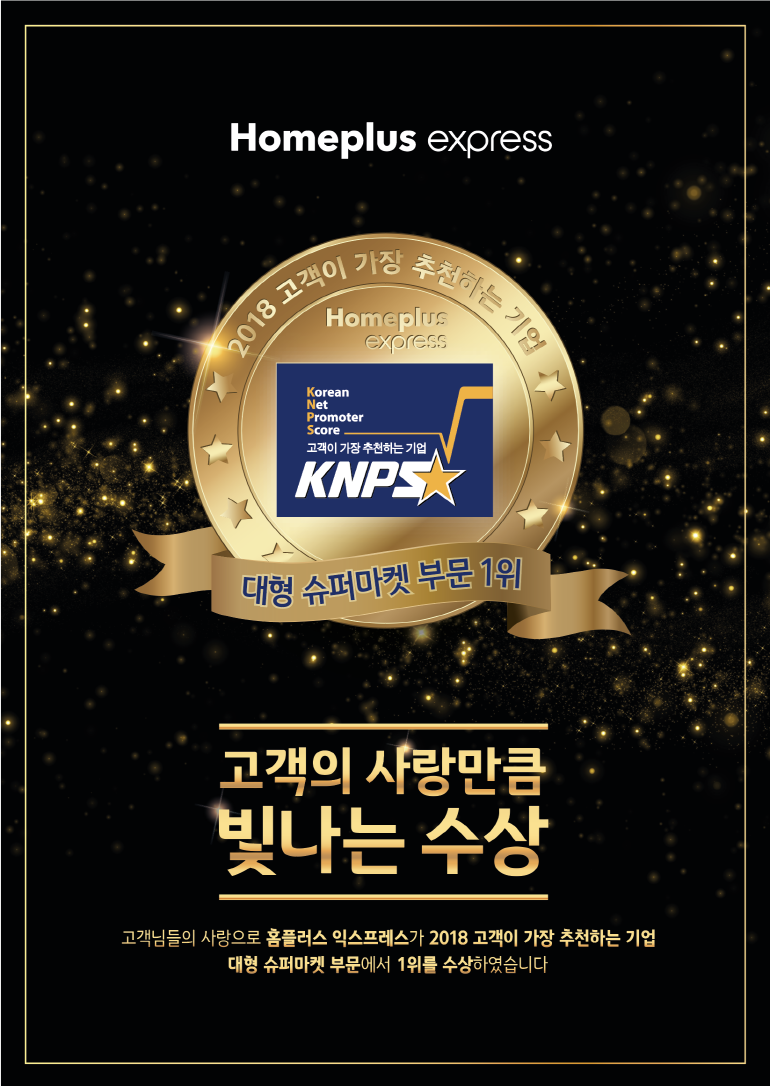 Homeplus express
2018 고객이 가장 추천하는 기업
Homeplus
express
Korean
Net
Promoter
Score
고객이 가장 추천하는 기업
KNPS
대형 슈퍼마켓 부문 1위
고객의 사랑만큼
빛나는 수상
고객님들의 사랑으로 홈플러스 익스프레스가 2018 고객이 가장 추천하는 기업
대형 슈퍼마켓 부문에서 1위를 수상하였습니다